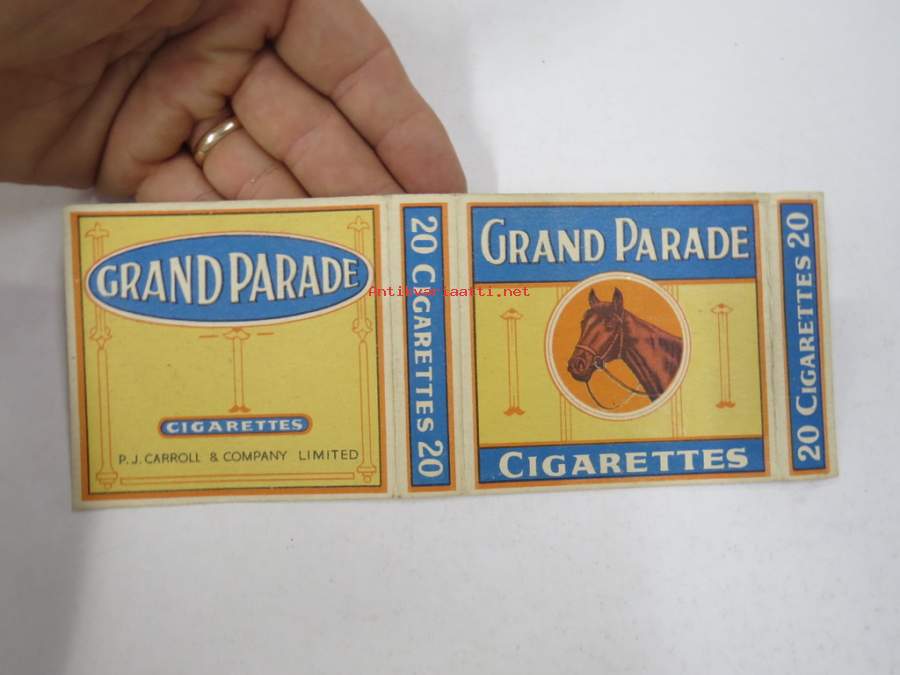 GRAND PARADE
CIGARETTES
P. J. CARROLL & COMPANY LIMITED
20 CIGARETTES 20
GRAND PARADE
CIGARETTES
20 CIGARETTES 20
Antikvariaatti.net